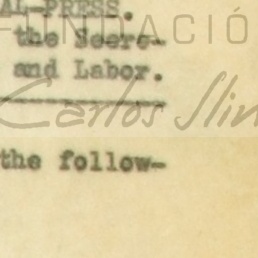 AL-PRESS.
FUNDACIÓ
the Secre-
and Labor.
Carlos Slim
the follow-